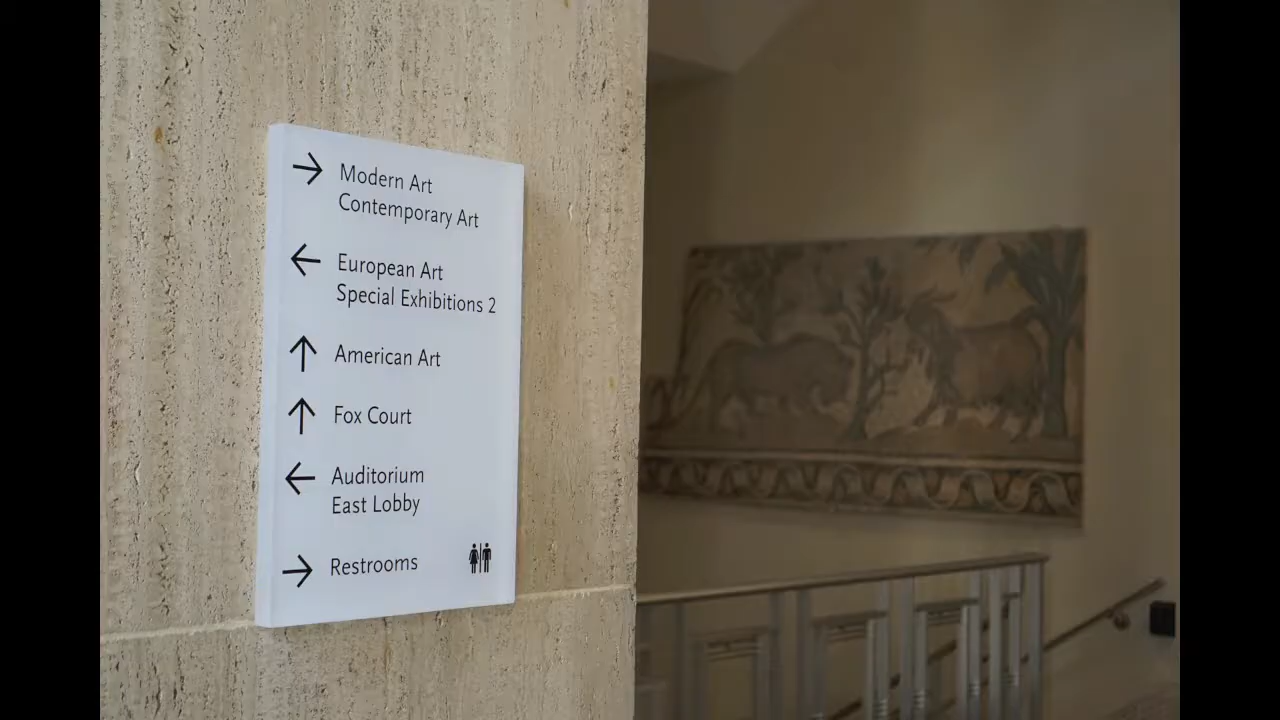 Modern Art
Contemporary Art
European Art
Special Exhibitions 2
American Art
Fox Court
Auditorium
East Lobby
Restrooms